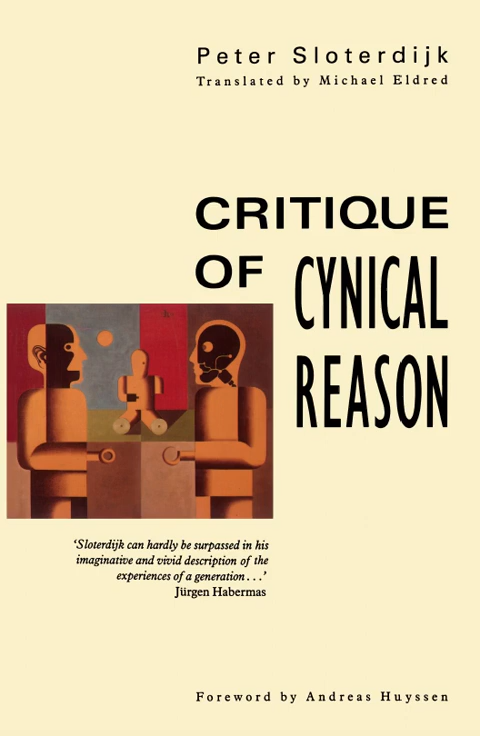 Peter Sloterdijk
Translated by Michael Eldred
CRITIQUE
OF CYNICAL
REASON
‘Sloterdijk can hardly be surpassed in his
imaginative and vivid description of the
experiences of a generation . . .’
Jürgen Habermas
Foreword by Andreas Huyssen